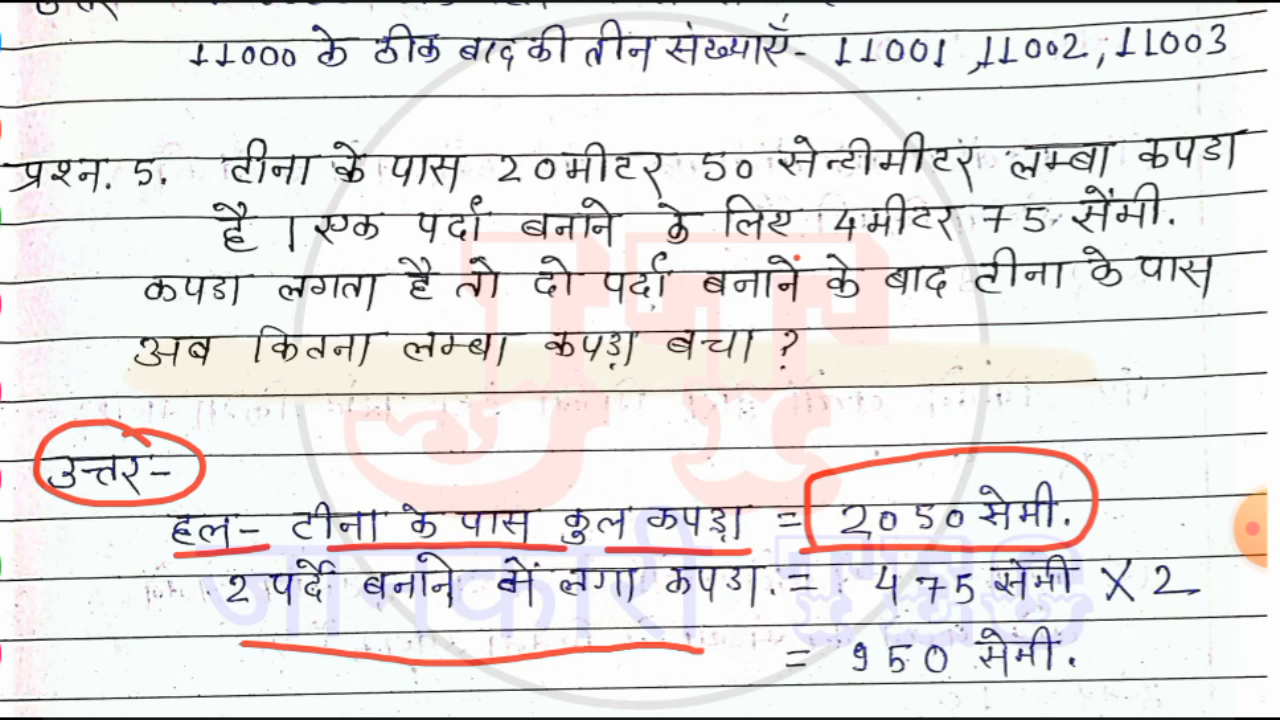 11000 के ठीक बाद की तीन संख्याएँ- 11001, 11002, 11003
प्रश्न. 5. टीना के पास 20मीटर 50 सेन्टीमीटर लम्बा कपडा
है । एक पर्दा बनाने के लिए 4मीटर 75 सेंमी.
कपडा लगता है तो दो पर्दा बनानें के बाद टीना के पास
अब कितना लम्बा कपड़ा बचा ?
उत्तर-
हल- टीना के पास कुल कपड़ा = 2050 सेमी.
2 पर्दे बनाने में लगा कपडा. = 475 सेमी X 2
= 950 सेमी.